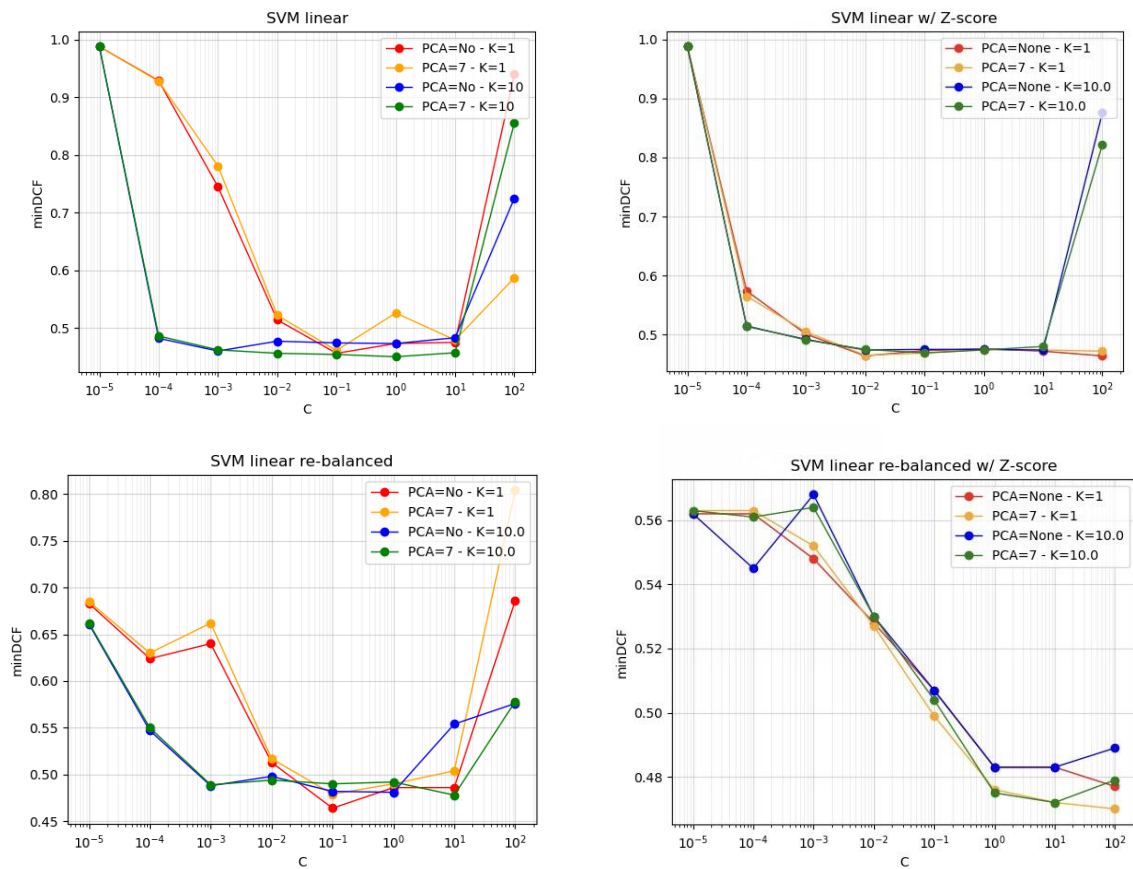 SVM linear
1.0
0.9
0.8
0.7
0.6
0.5
minDCF
PCA=No - K=1
PCA=7 - K=1
PCA=No - K=10
PCA=7 - K=10
10⁻⁵ 10⁻⁴ 10⁻³ 10⁻² 10⁻¹ 10⁰ 10¹ 10²
C
SVM linear w/ Z-score
1.0
0.9
0.8
0.7
0.6
0.5
minDCF
PCA=None - K=1
PCA=7 - K=1
PCA=None - K=10.0
PCA=7 - K=10.0
10⁻⁵ 10⁻⁴ 10⁻³ 10⁻² 10⁻¹ 10⁰ 10¹ 10²
C
SVM linear re-balanced
0.80
0.75
0.70
0.65
0.60
0.55
0.50
0.45
minDCF
PCA=No - K=1
PCA=7 - K=1
PCA=No - K=10.0
PCA=7 - K=10.0
10⁻⁵ 10⁻⁴ 10⁻³ 10⁻² 10⁻¹ 10⁰ 10¹ 10²
C
SVM linear re-balanced w/ Z-score
0.56
0.54
0.52
0.50
0.48
minDCF
PCA=None - K=1
PCA=7 - K=1
PCA=None - K=10.0
PCA=7 - K=10.0
10⁻⁵ 10⁻⁴ 10⁻³ 10⁻² 10⁻¹ 10⁰ 10¹ 10²
C